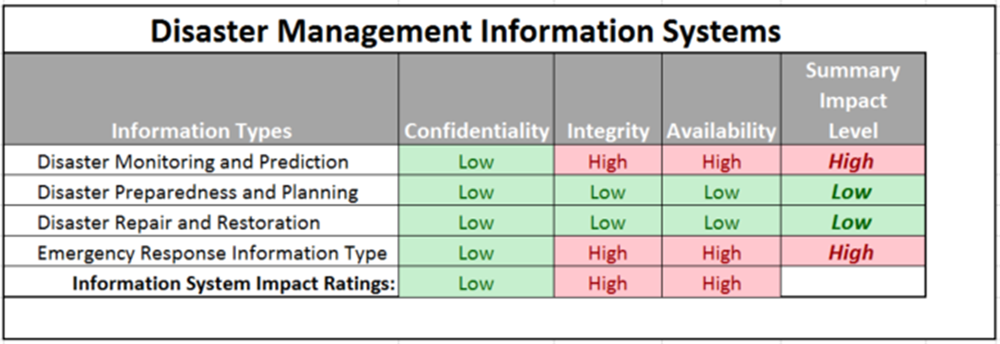 Disaster Management Information Systems
Information Types Confidentiality Integrity Availability Summary Impact Level
Disaster Monitoring and Prediction Low High High High
Disaster Preparedness and Planning Low Low Low Low
Disaster Repair and Restoration Low Low Low Low
Emergency Response Information Type Low High High High
Information System Impact Ratings: Low High High